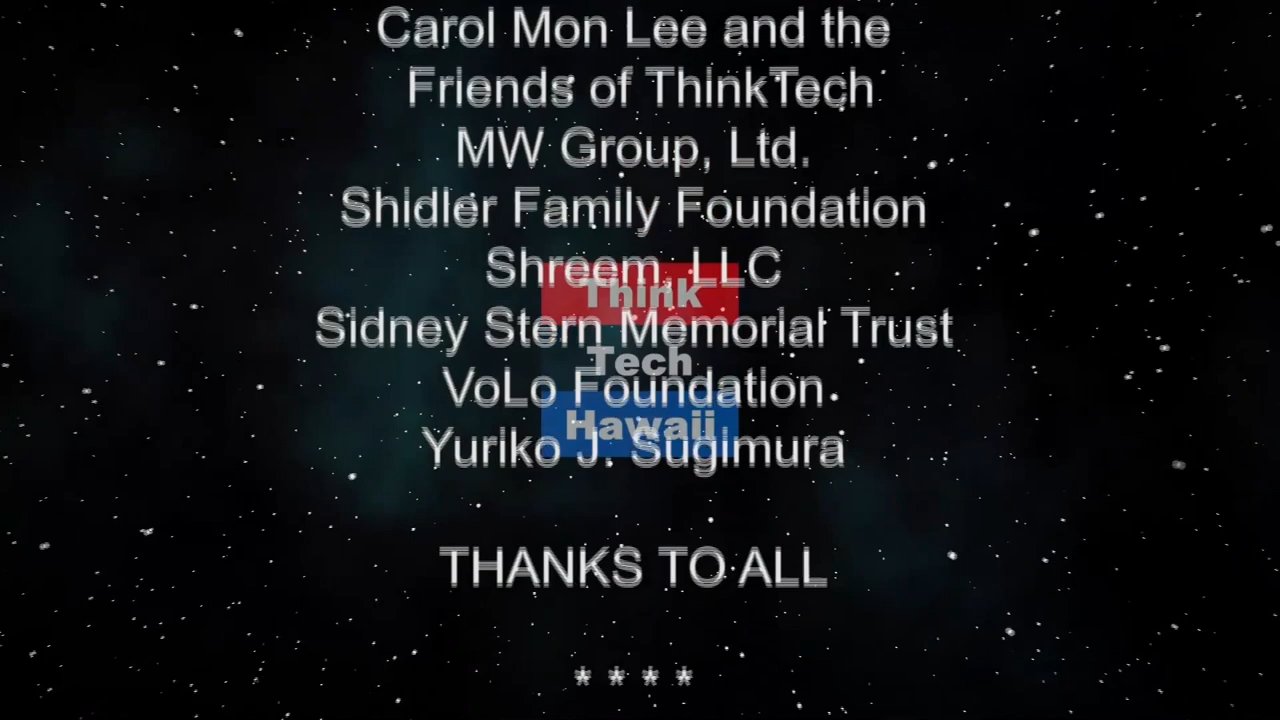 Carol Mon Lee and the
Friends of ThinkTech
MW Group, Ltd.
Shidler Family Foundation
Shreem, LLC
Think
Sidney Stern Memorial Trust
Tech
VoLo Foundation
Hawaii
Yuriko J. Sugimura
THANKS TO ALL
* * * *